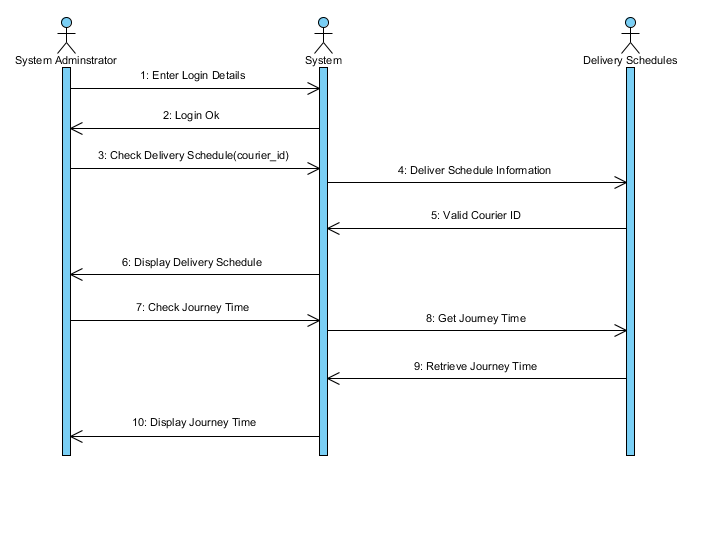 System Adminstrator
System
Delivery Schedules
1: Enter Login Details
2: Login Ok
3: Check Delivery Schedule(courier_id)
4: Deliver Schedule Information
5: Valid Courier ID
6: Display Delivery Schedule
7: Check Journey Time
8: Get Journey Time
9: Retrieve Journey Time
10: Display Journey Time